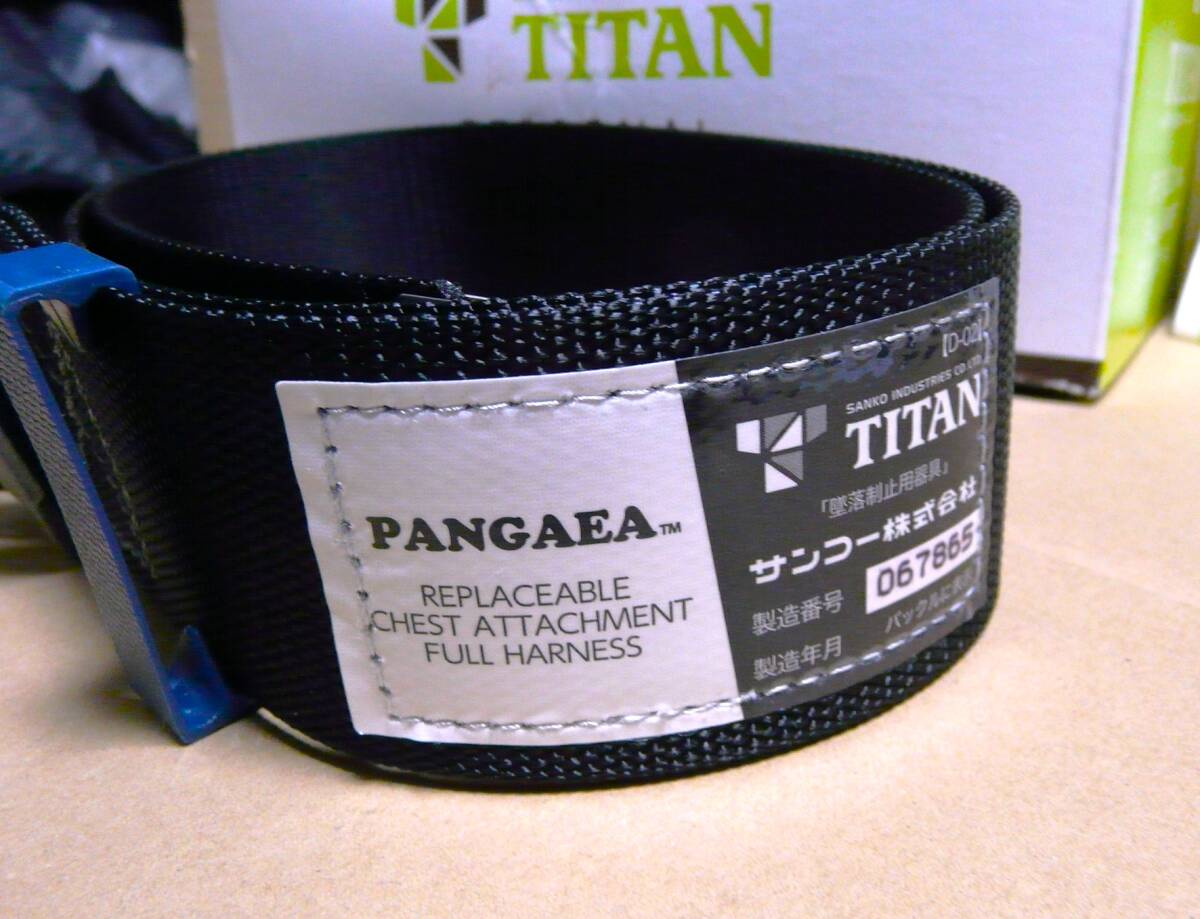 TITAN
PANGAEA™
REPLACEABLE
CHEST ATTACHMENT
FULL HARNESS
【D-02】
SANKO INDUSTRIES CO LTD.
TITAN
「墜落制止用器具」
サンコー株式会社
製造番号 067865
製造年月 バックルに表示